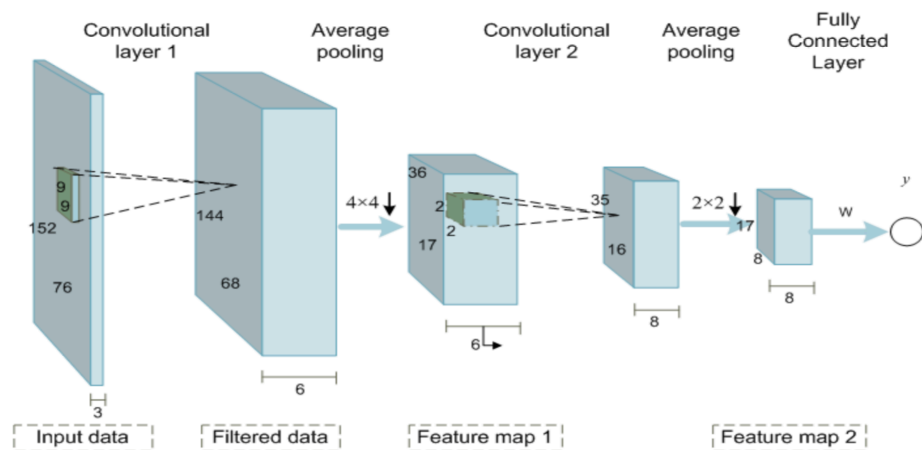 Convolutional
layer 1
Average
pooling
Convolutional
layer 2
Average
pooling
Fully
Connected
Layer
9
9
152
76
3
144
68
6
4×4
36
17
2
2
6
35
16
8
2×2
17
8
8
W
y
Input data
Filtered data
Feature map 1
Feature map 2